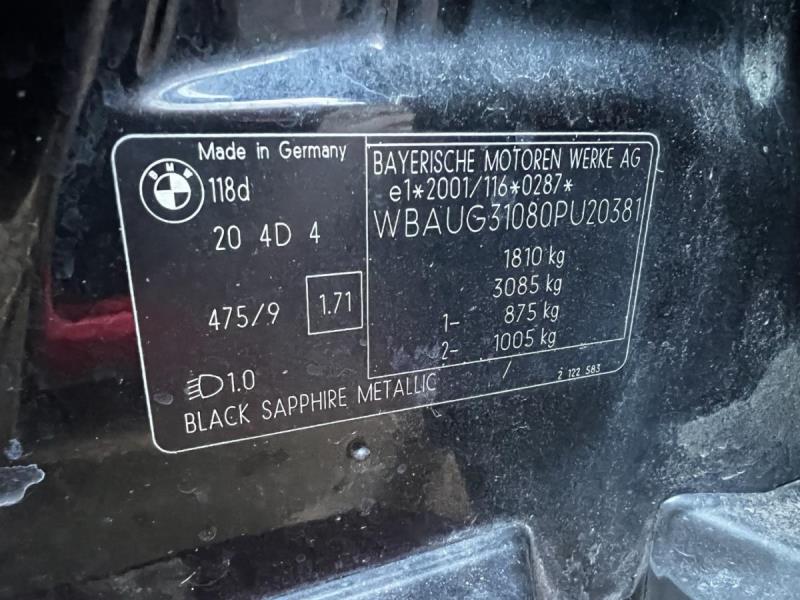 Made in Germany
BMW
118d
20 4D 4
475/9 1.71
1.0
BLACK SAPPHIRE METALLIC
BAYERISCHE MOTOREN WERKE AG
e1*2001/116*0287*
WBAUG31080PU20381
1810 kg
3085 kg
1- 875 kg
2- 1005 kg
/ 2 122 583